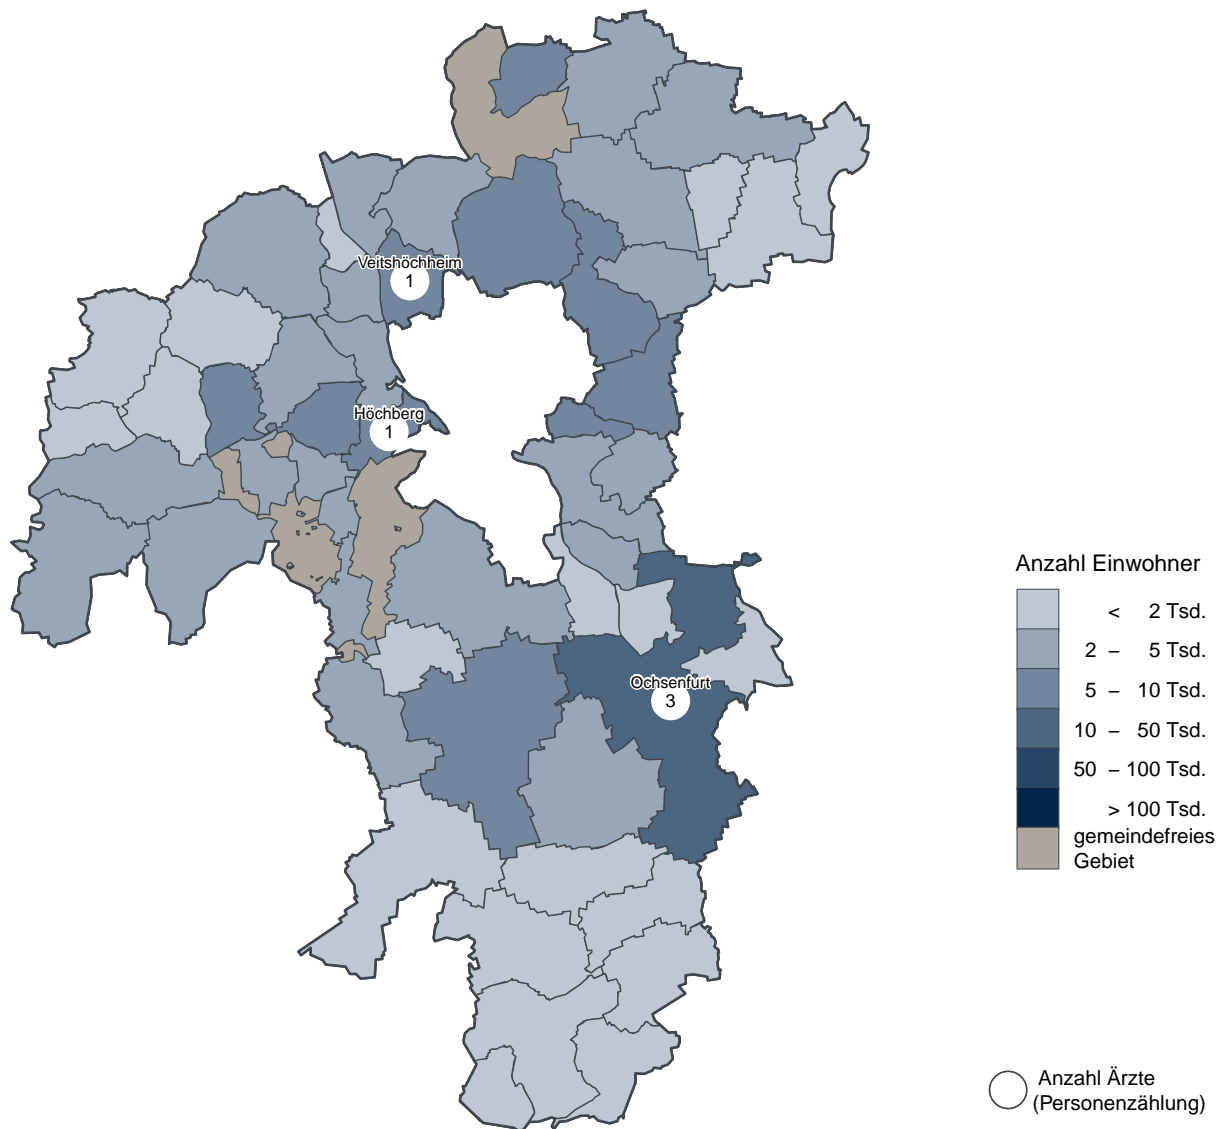 Veitshöchheim
1
Höchberg
1
Ochsenfurt
3
Anzahl Einwohner
< 2 Tsd.
2 – 5 Tsd.
5 – 10 Tsd.
10 – 50 Tsd.
50 – 100 Tsd.
> 100 Tsd.
gemeindefreies
Gebiet
Anzahl Ärzte
(Personenzählung)